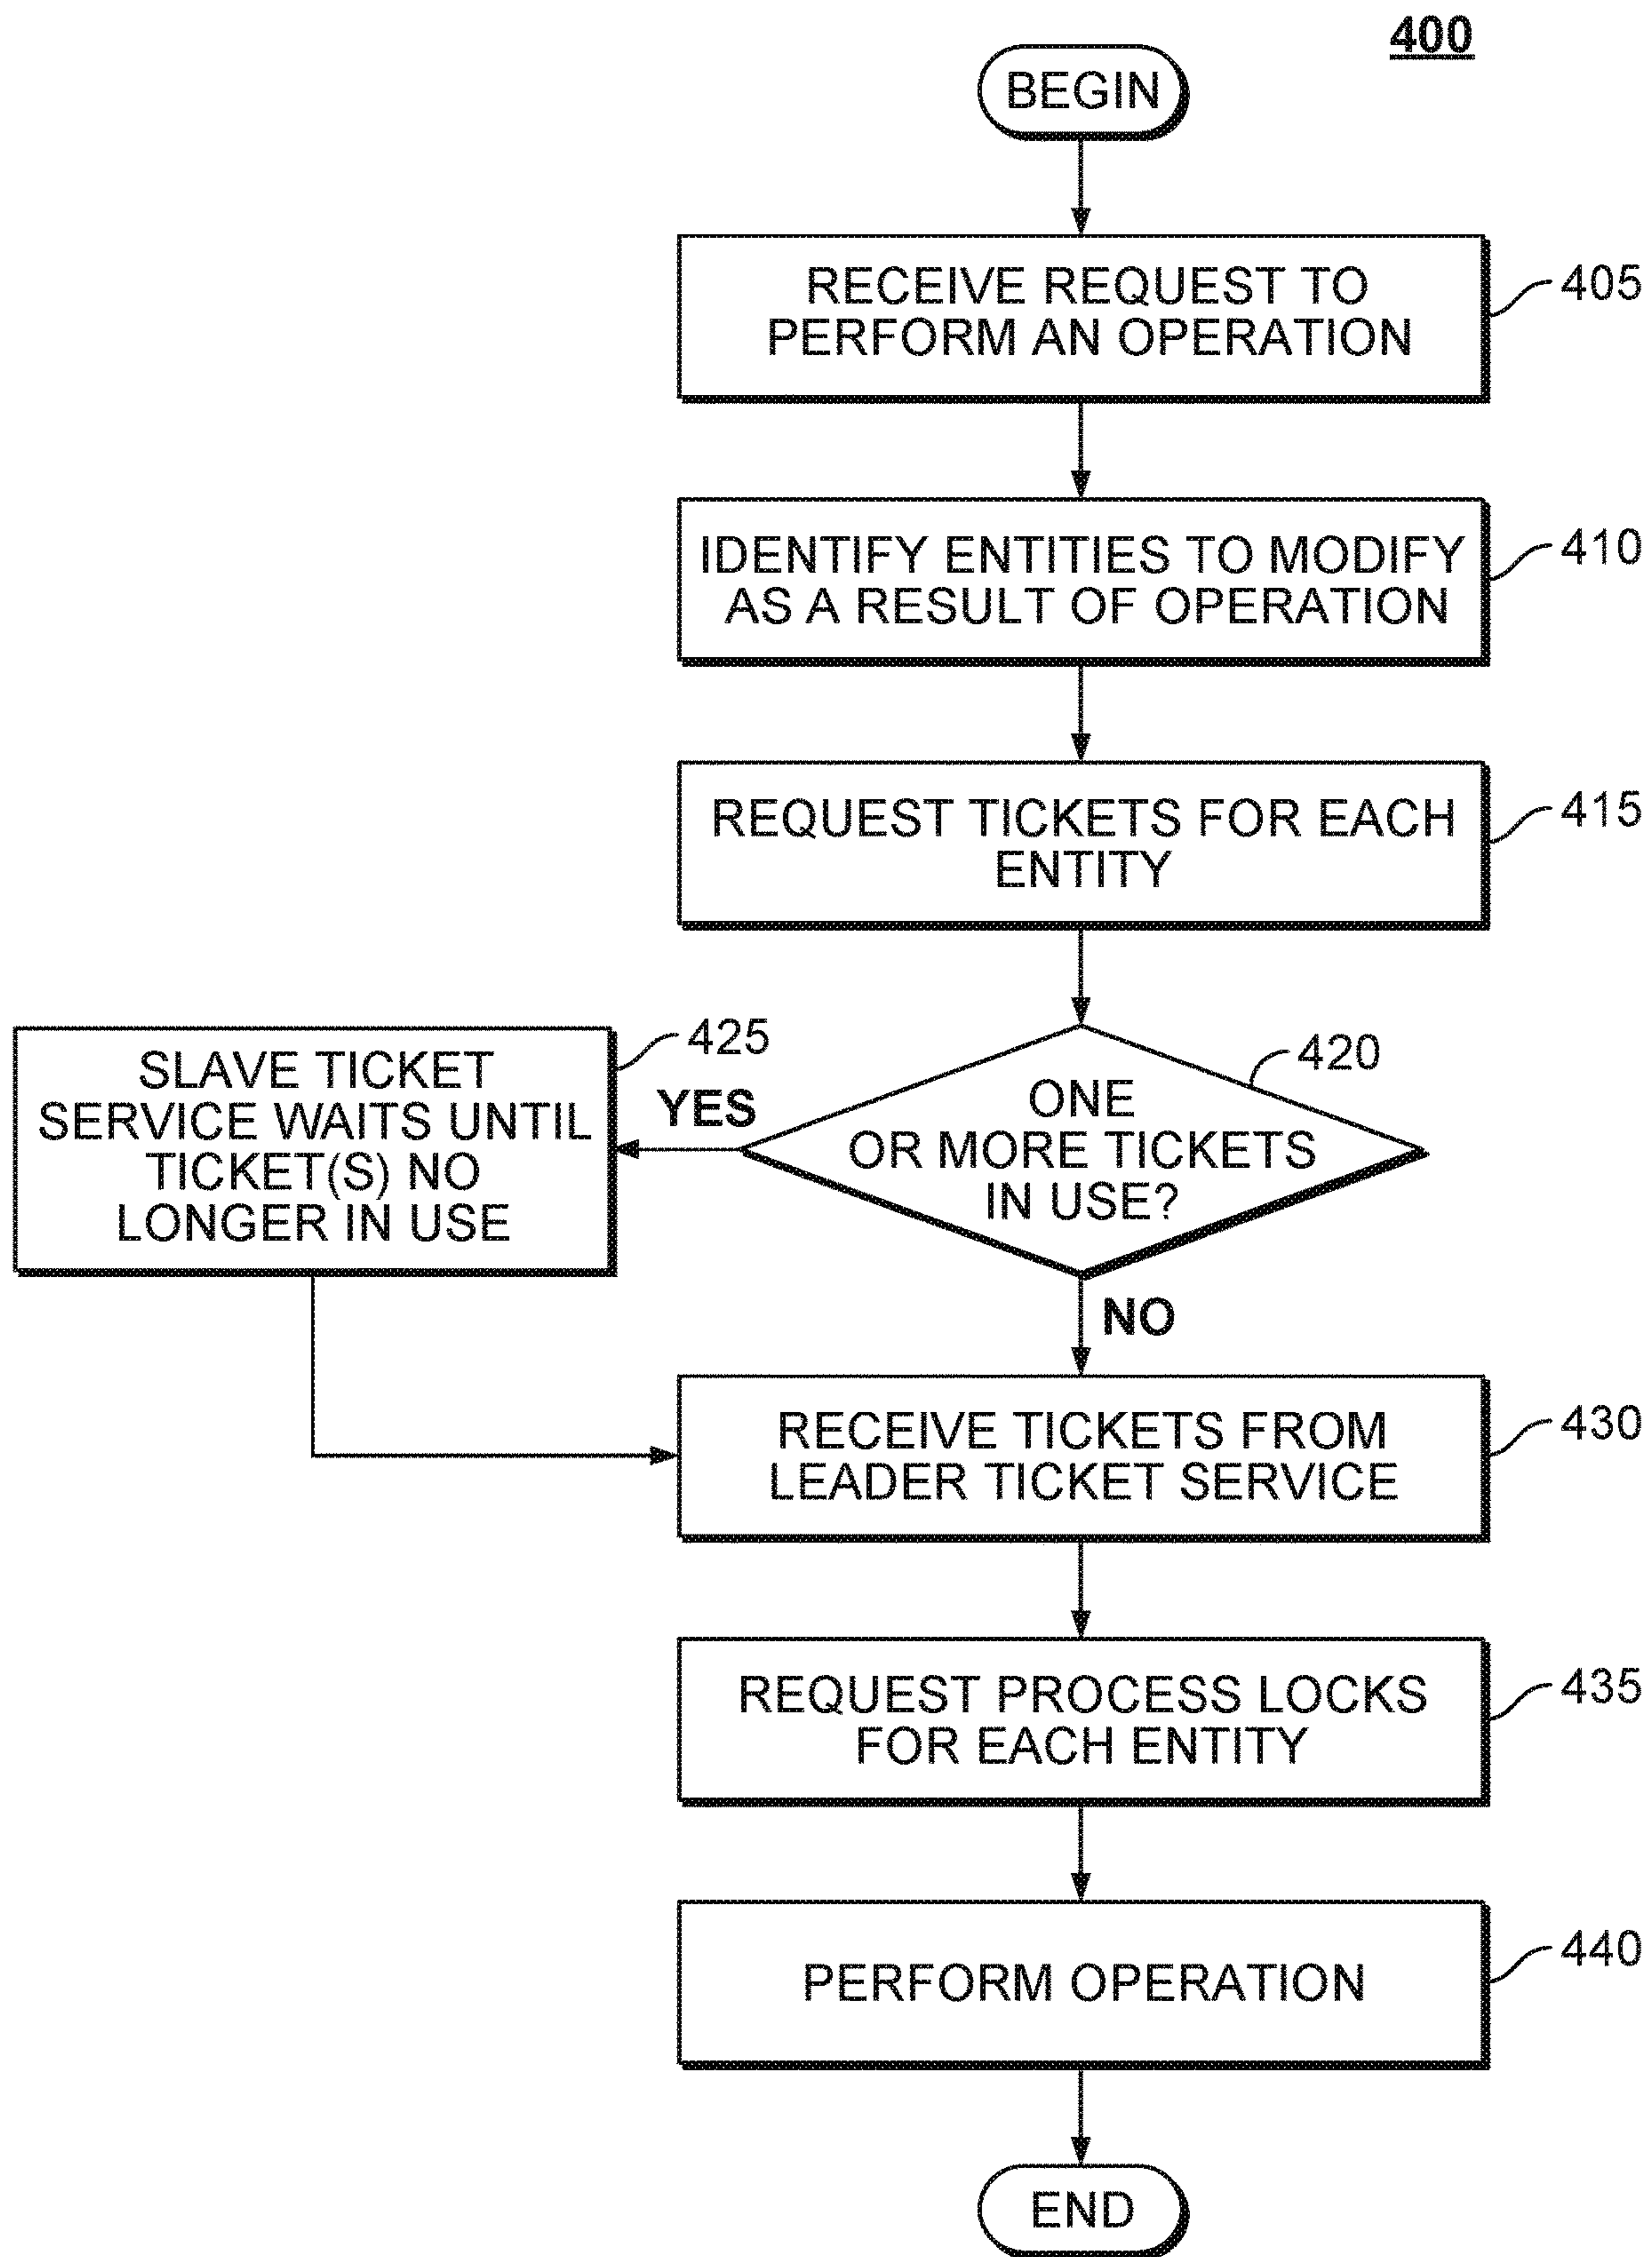 400
BEGIN
RECEIVE REQUEST TO
PERFORM AN OPERATION
405
IDENTIFY ENTITIES TO MODIFY
AS A RESULT OF OPERATION
410
REQUEST TICKETS FOR EACH
ENTITY
415
ONE
OR MORE TICKETS
IN USE?
420
YES
SLAVE TICKET
SERVICE WAITS UNTIL
TICKET(S) NO
LONGER IN USE
425
NO
RECEIVE TICKETS FROM
LEADER TICKET SERVICE
430
REQUEST PROCESS LOCKS
FOR EACH ENTITY
435
PERFORM OPERATION
440
END